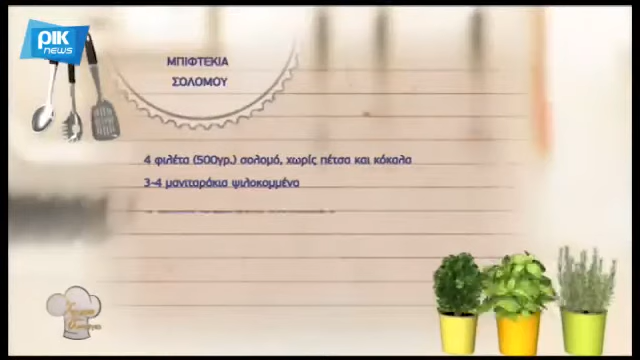 ρικ
news
ΜΠΙΦΤΕΚΙΑ
ΣΟΛΟΜΟΥ
4 φιλέτα (500γρ.) σολομό, χωρίς πέτσα και κόκαλα
3-4 μανιταράκια ψιλοκομμένα